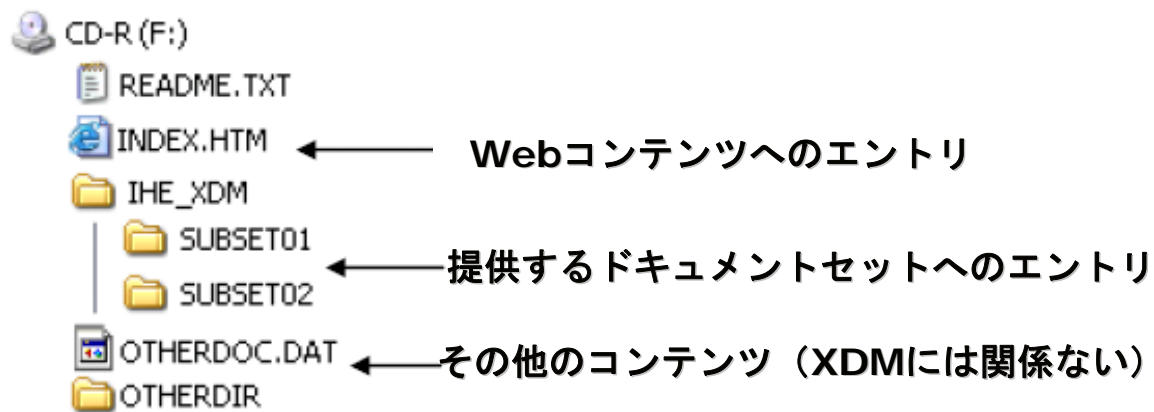 CD-R (F:)
README.TXT
INDEX.HTM
Webコンテンツへのエントリ
IHE_XDM
SUBSET01
提供するドキュメントセットへのエントリ
SUBSET02
OTHERDOC.DAT
その他のコンテンツ（XDMには関係ない）
OTHERDIR